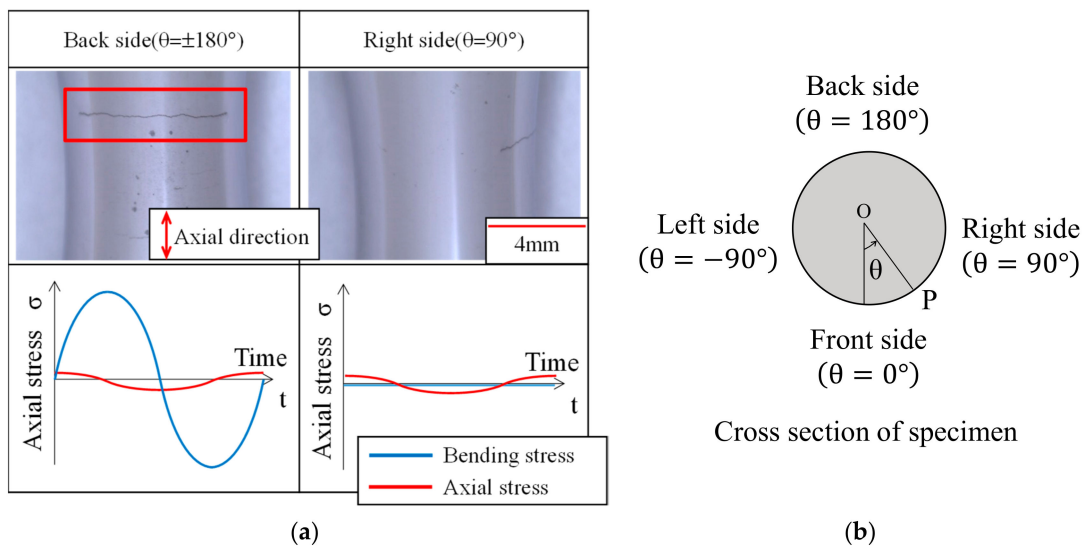 Back side(θ=±180°)
Right side(θ=90°)
Axial direction
4mm
Axial stress σ
Time
t
Axial stress σ
Time
t
Bending stress
Axial stress
(a)
Back side
(θ = 180°)
O
Left side
(θ = −90°)
θ
Right side
(θ = 90°)
P
Front side
(θ = 0°)
Cross section of specimen
(b)